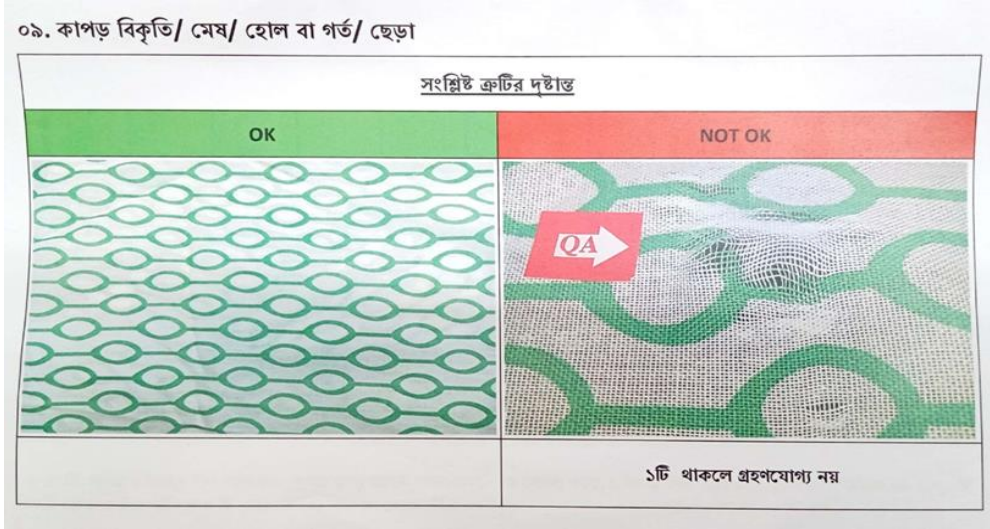 ০৯. কাপড় বিকৃতি/ মেষ/ হোল বা গর্ত/ ছেড়া
সংশ্লিষ্ট ত্রুটির দৃষ্টান্ত
OK
NOT OK
QA
১টি থাকলে গ্রহণযোগ্য নয়